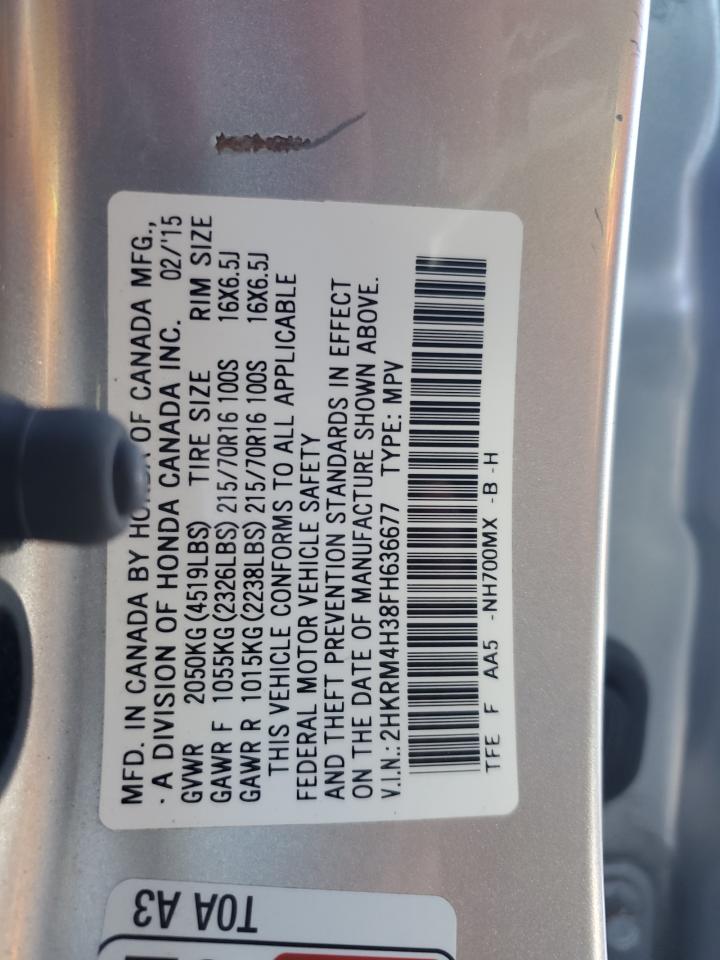 MFD. IN CANADA BY HONDA OF CANADA MFG.,
· A DIVISION OF HONDA CANADA INC. 02/'15
GVWR 2050KG (4519LBS) TIRE SIZE RIM SIZE
GAWR F 1055KG (2326LBS) 215/70R16 100S 16X6.5J
GAWR R 1015KG (2238LBS) 215/70R16 100S 16X6.5J
THIS VEHICLE CONFORMS TO ALL APPLICABLE
FEDERAL MOTOR VEHICLE SAFETY
AND THEFT PREVENTION STANDARDS IN EFFECT
ON THE DATE OF MANUFACTURE SHOWN ABOVE.
V.I.N.: 2HKRM4H38FH636677 TYPE: MPV
TFE F AA5 -NH700MX -B -H
T0A A3